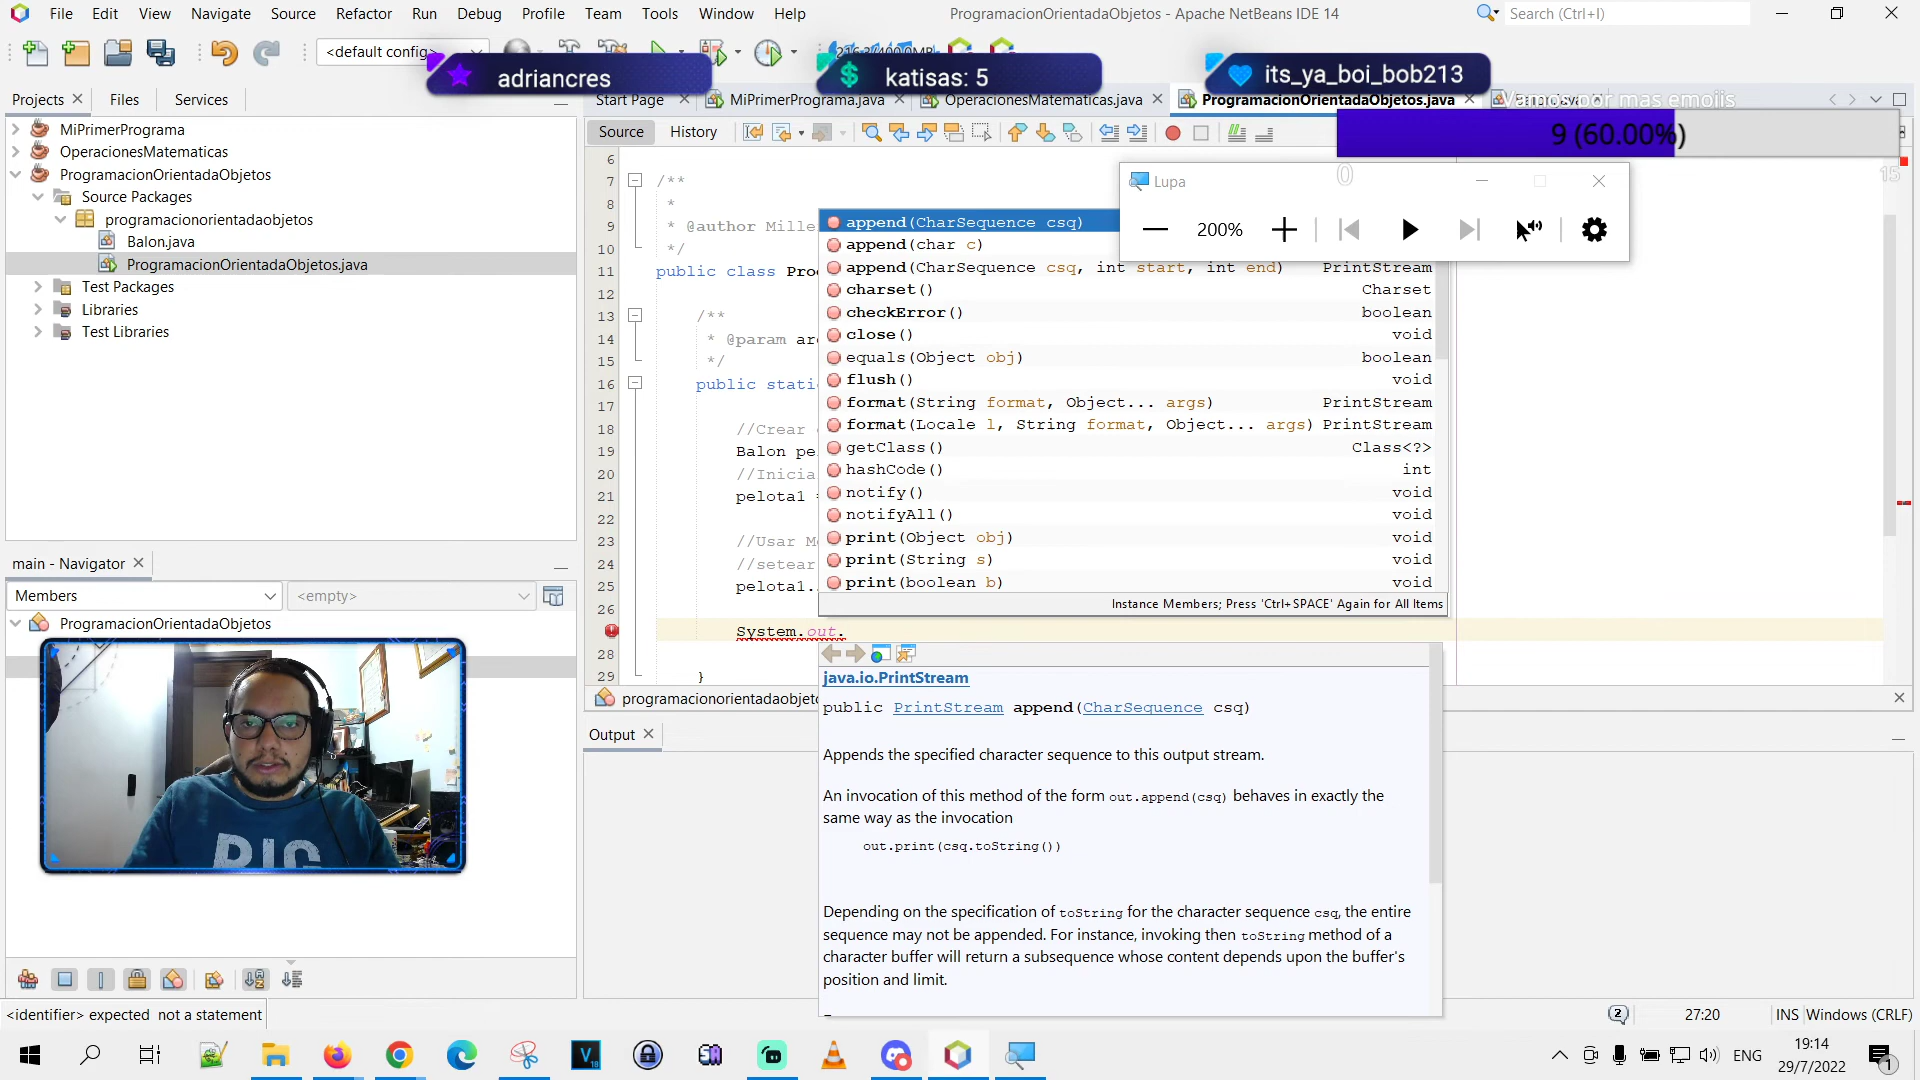 File Edit View Navigate Source Refactor Run Debug Profile Team Tools Window Help
ProgramacionOrientadaObjetos - Apache NetBeans IDE 14
Search (Ctrl+I)
<default config>
adriancres
katisas: 5
its_ya_boi_bob213
Projects Files Services
Start Page MiPrimerPrograma.java OperacionesMatematicas.java ProgramacionOrientadaObjetos.java
Vamos por mas emojis
9 (60.00%)
0
15
MiPrimerPrograma
OperacionesMatematicas
ProgramacionOrientadaObjetos
Source Packages
programacionorientadaobjetos
Balon.java
ProgramacionOrientadaObjetos.java
Test Packages
Libraries
Test Libraries
Source History
Lupa
200%
6
7 /**
8 *
9 * @author Mille
10 */
11 public class Pro
12
13 /**
14 * @param ar
15 */
16 public stati
17
18 //Crear
19 Balon pe
20 //Inicia
21 pelota1 =
22
23 //Usar M
24 //setear
25 pelota1.
26
System.out.
28
29 }
append(CharSequence csq)
append(char c)
append(CharSequence csq, int start, int end) PrintStream
charset() Charset
checkError() boolean
close() void
equals(Object obj) boolean
flush() void
format(String format, Object... args) PrintStream
format(Locale l, String format, Object... args) PrintStream
getClass() Class<?>
hashCode() int
notify() void
notifyAll() void
print(Object obj) void
print(String s) void
print(boolean b) void
Instance Members; Press 'Ctrl+SPACE' Again for All Items
java.io.PrintStream
public PrintStream append(CharSequence csq)
Appends the specified character sequence to this output stream.
An invocation of this method of the form out.append(csq) behaves in exactly the
same way as the invocation
out.print(csq.toString())
Depending on the specification of toString for the character sequence csq, the entire
sequence may not be appended. For instance, invoking then toString method of a
character buffer will return a subsequence whose content depends upon the buffer's
position and limit.
programacionorientadaobjeto
Output
main - Navigator
Members
<empty>
ProgramacionOrientadaObjetos
BIG
<identifier> expected not a statement
2
27:20
INS Windows (CRLF)
ENG
19:14
29/7/2022
1